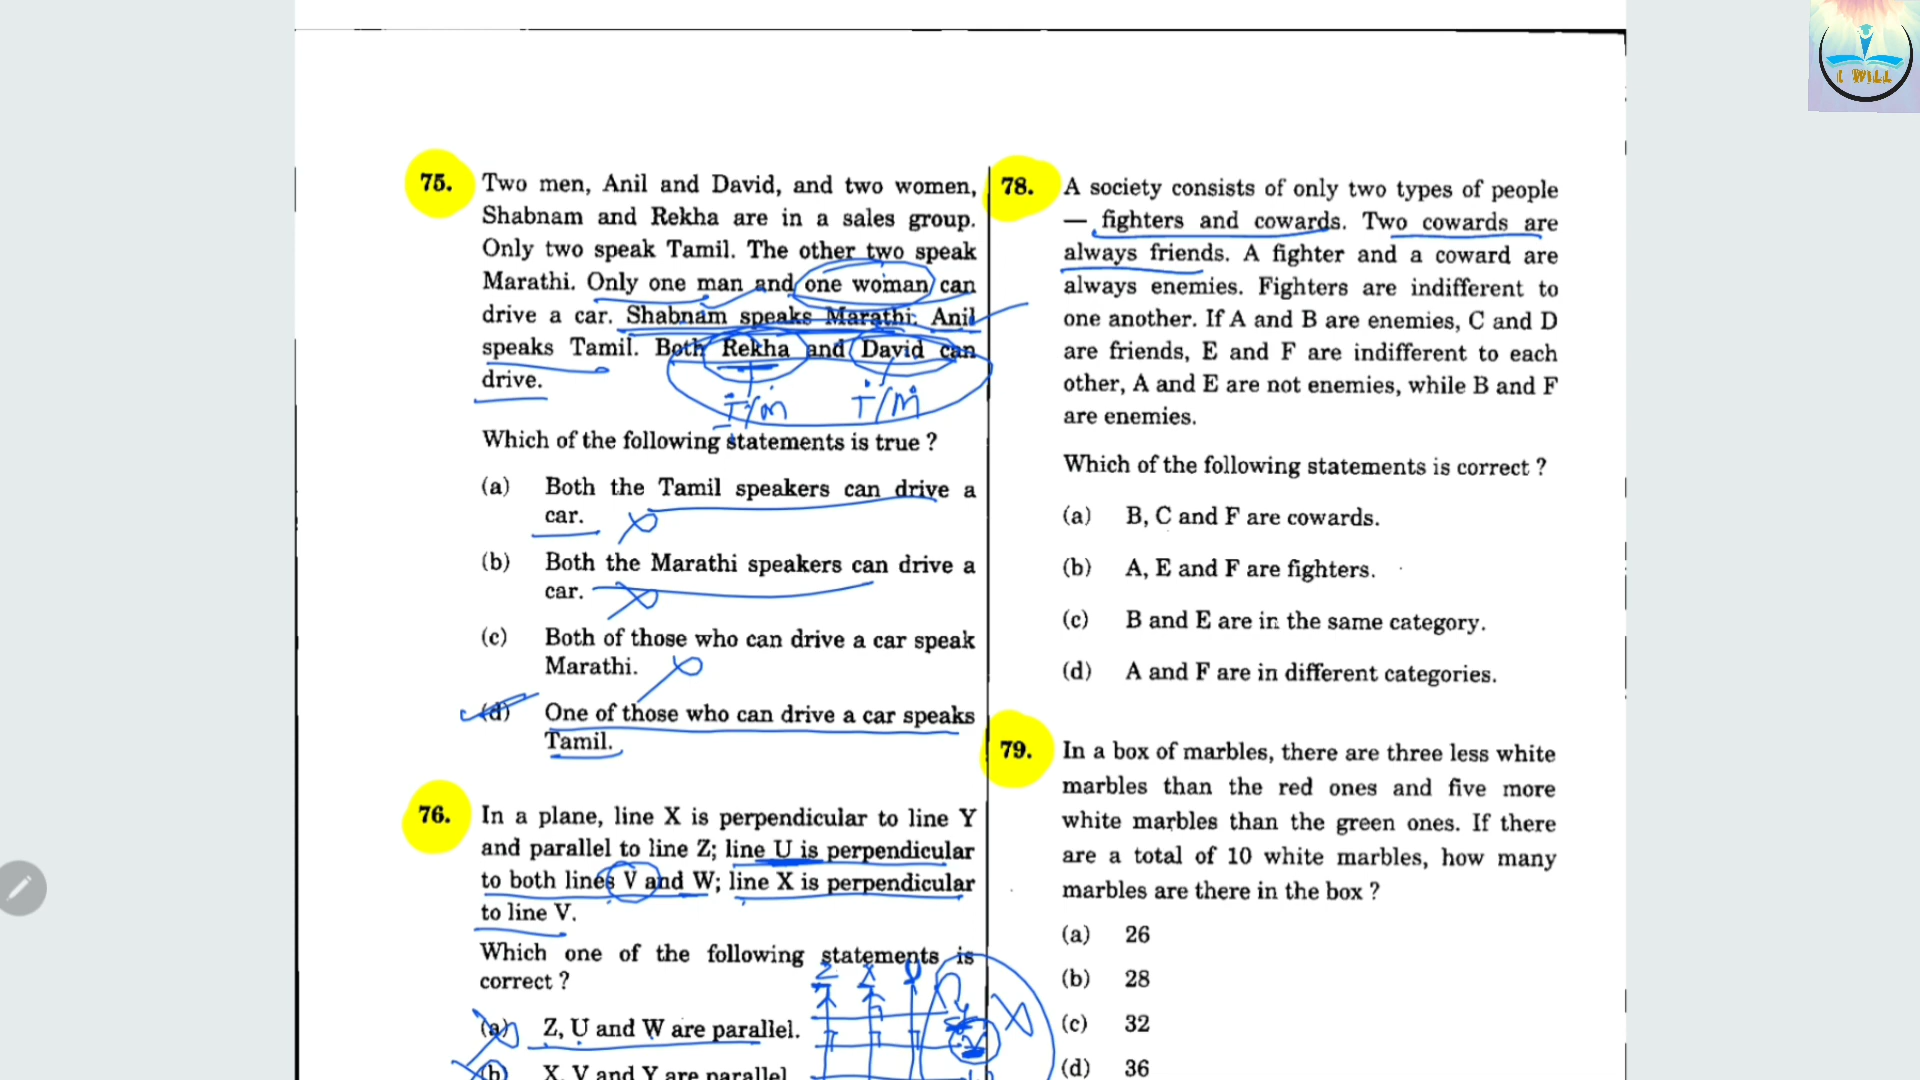 75. Two men, Anil and David, and two women,
Shabnam and Rekha are in a sales group.
Only two speak Tamil. The other two speak
Marathi. Only one man and one woman can
drive a car. Shabnam speaks Marathi. Anil
speaks Tamil. Both Rekha and David can
drive.
T/m T/M
Which of the following statements is true ?
(a) Both the Tamil speakers can drive a
car.
(b) Both the Marathi speakers can drive a
car.
(c) Both of those who can drive a car speak
Marathi.
(d) One of those who can drive a car speaks
Tamil.
76. In a plane, line X is perpendicular to line Y
and parallel to line Z; line U is perpendicular
to both lines V and W; line X is perpendicular
to line V.
Which one of the following statements is
correct ?
Z X U
(a) Z, U and W are parallel.
(b) X, V and Y are parallel
78. A society consists of only two types of people
— fighters and cowards. Two cowards are
always friends. A fighter and a coward are
always enemies. Fighters are indifferent to
one another. If A and B are enemies, C and D
are friends, E and F are indifferent to each
other, A and E are not enemies, while B and F
are enemies.
Which of the following statements is correct ?
(a) B, C and F are cowards.
(b) A, E and F are fighters.
(c) B and E are in the same category.
(d) A and F are in different categories.
79. In a box of marbles, there are three less white
marbles than the red ones and five more
white marbles than the green ones. If there
are a total of 10 white marbles, how many
marbles are there in the box ?
(a) 26
(b) 28
(c) 32
(d) 36
I WILL